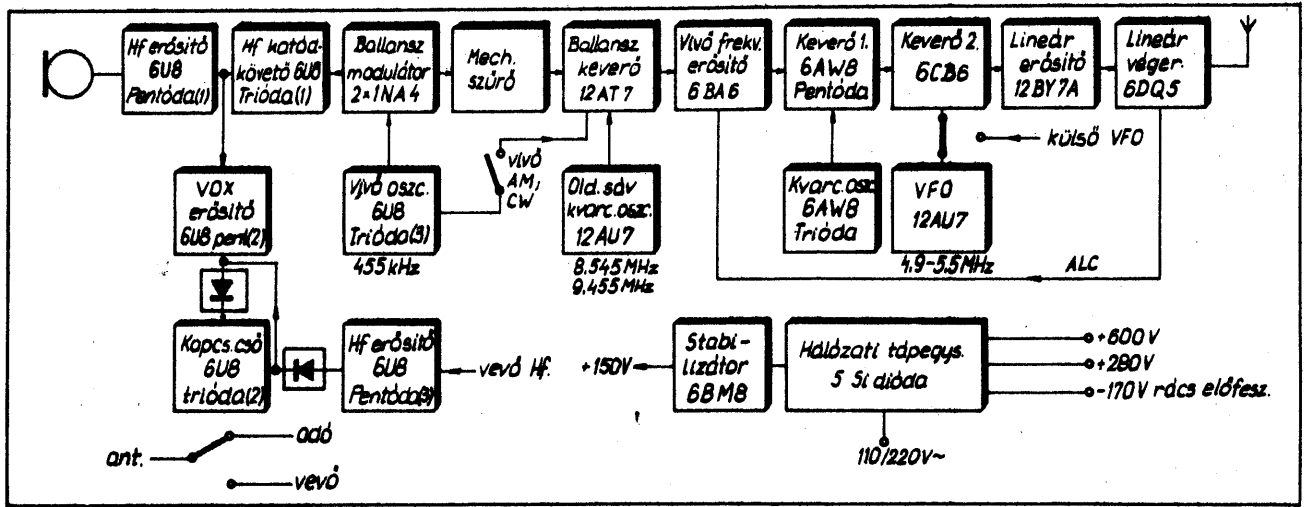 Hf erősítő
6U8
Pentóda(1)
Hf katód-
követő 6U8
Trióda(1)
Ballansz
modulátor
2×1NA4
Mech.
szűrő
Ballansz
keverő
12AT7
Vivő frekv.
erősítő
6BA6
Keverő 1.
6AW8
Pentóda
Keverő 2.
6CB6
Lineár
erősítő
12BY7A
Lineár
véger.
6DQ5
külső VFO
VOX
erősítő
6U8 pent(2)
Vivő oszc.
6U8
Trióda(3)
455 kHz
vivő
AM,
CW
Old. sáv
kvarc.oszc.
12AU7
8.545 MHz
9.455 MHz
Kvarc.osc.
6AW8
Trióda
VFO
12AU7
4.9-5.5 MHz
ALC
Kapcs.cső
6U8
trióda(2)
Hf erősítő
6U8
Pentóda(3)
vevő Hf.
+150V
Stabi-
lizátor
6BM8
Hálózati tápegys.
5 Si dióda
+600V
+280V
-170V rács előfesz.
110/220V~
ant.
adó
vevő